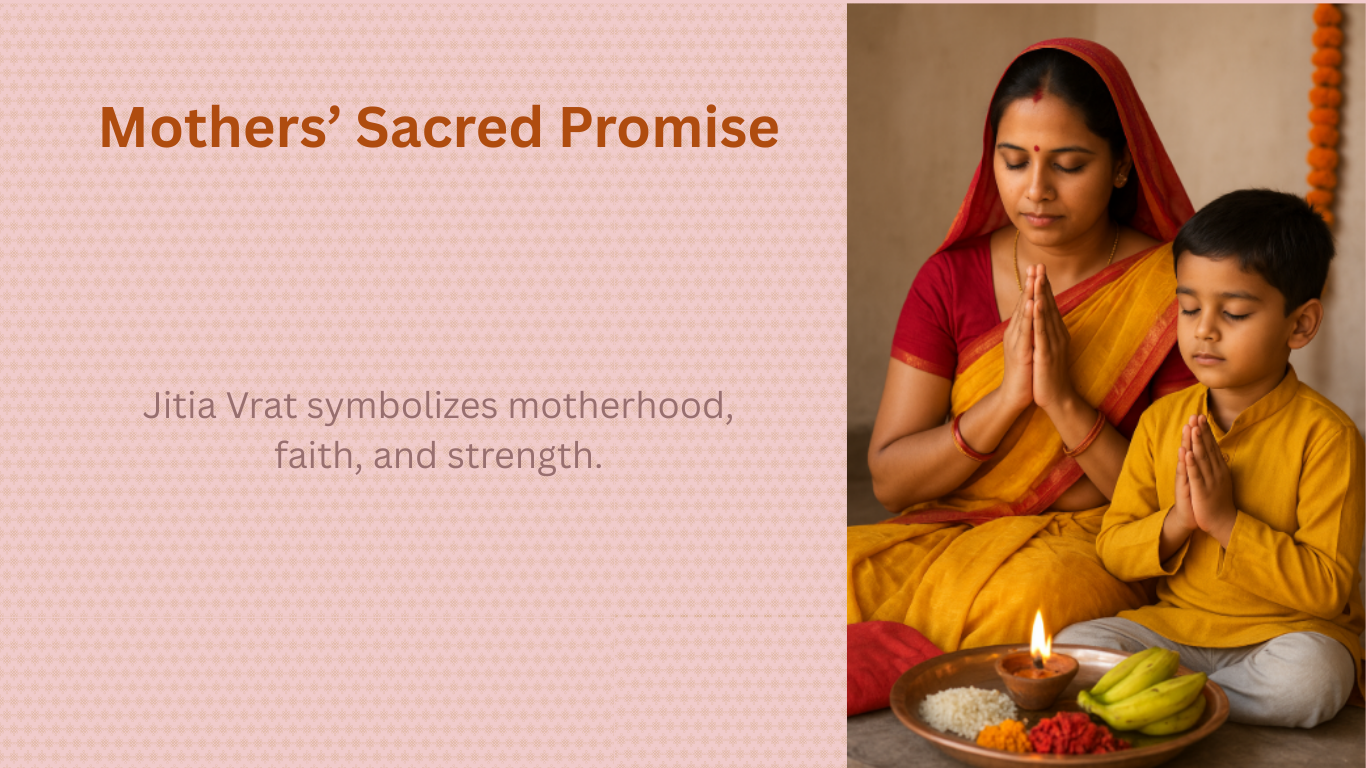 Mothers’ Sacred Promise
Jitia Vrat symbolizes motherhood,
faith, and strength.